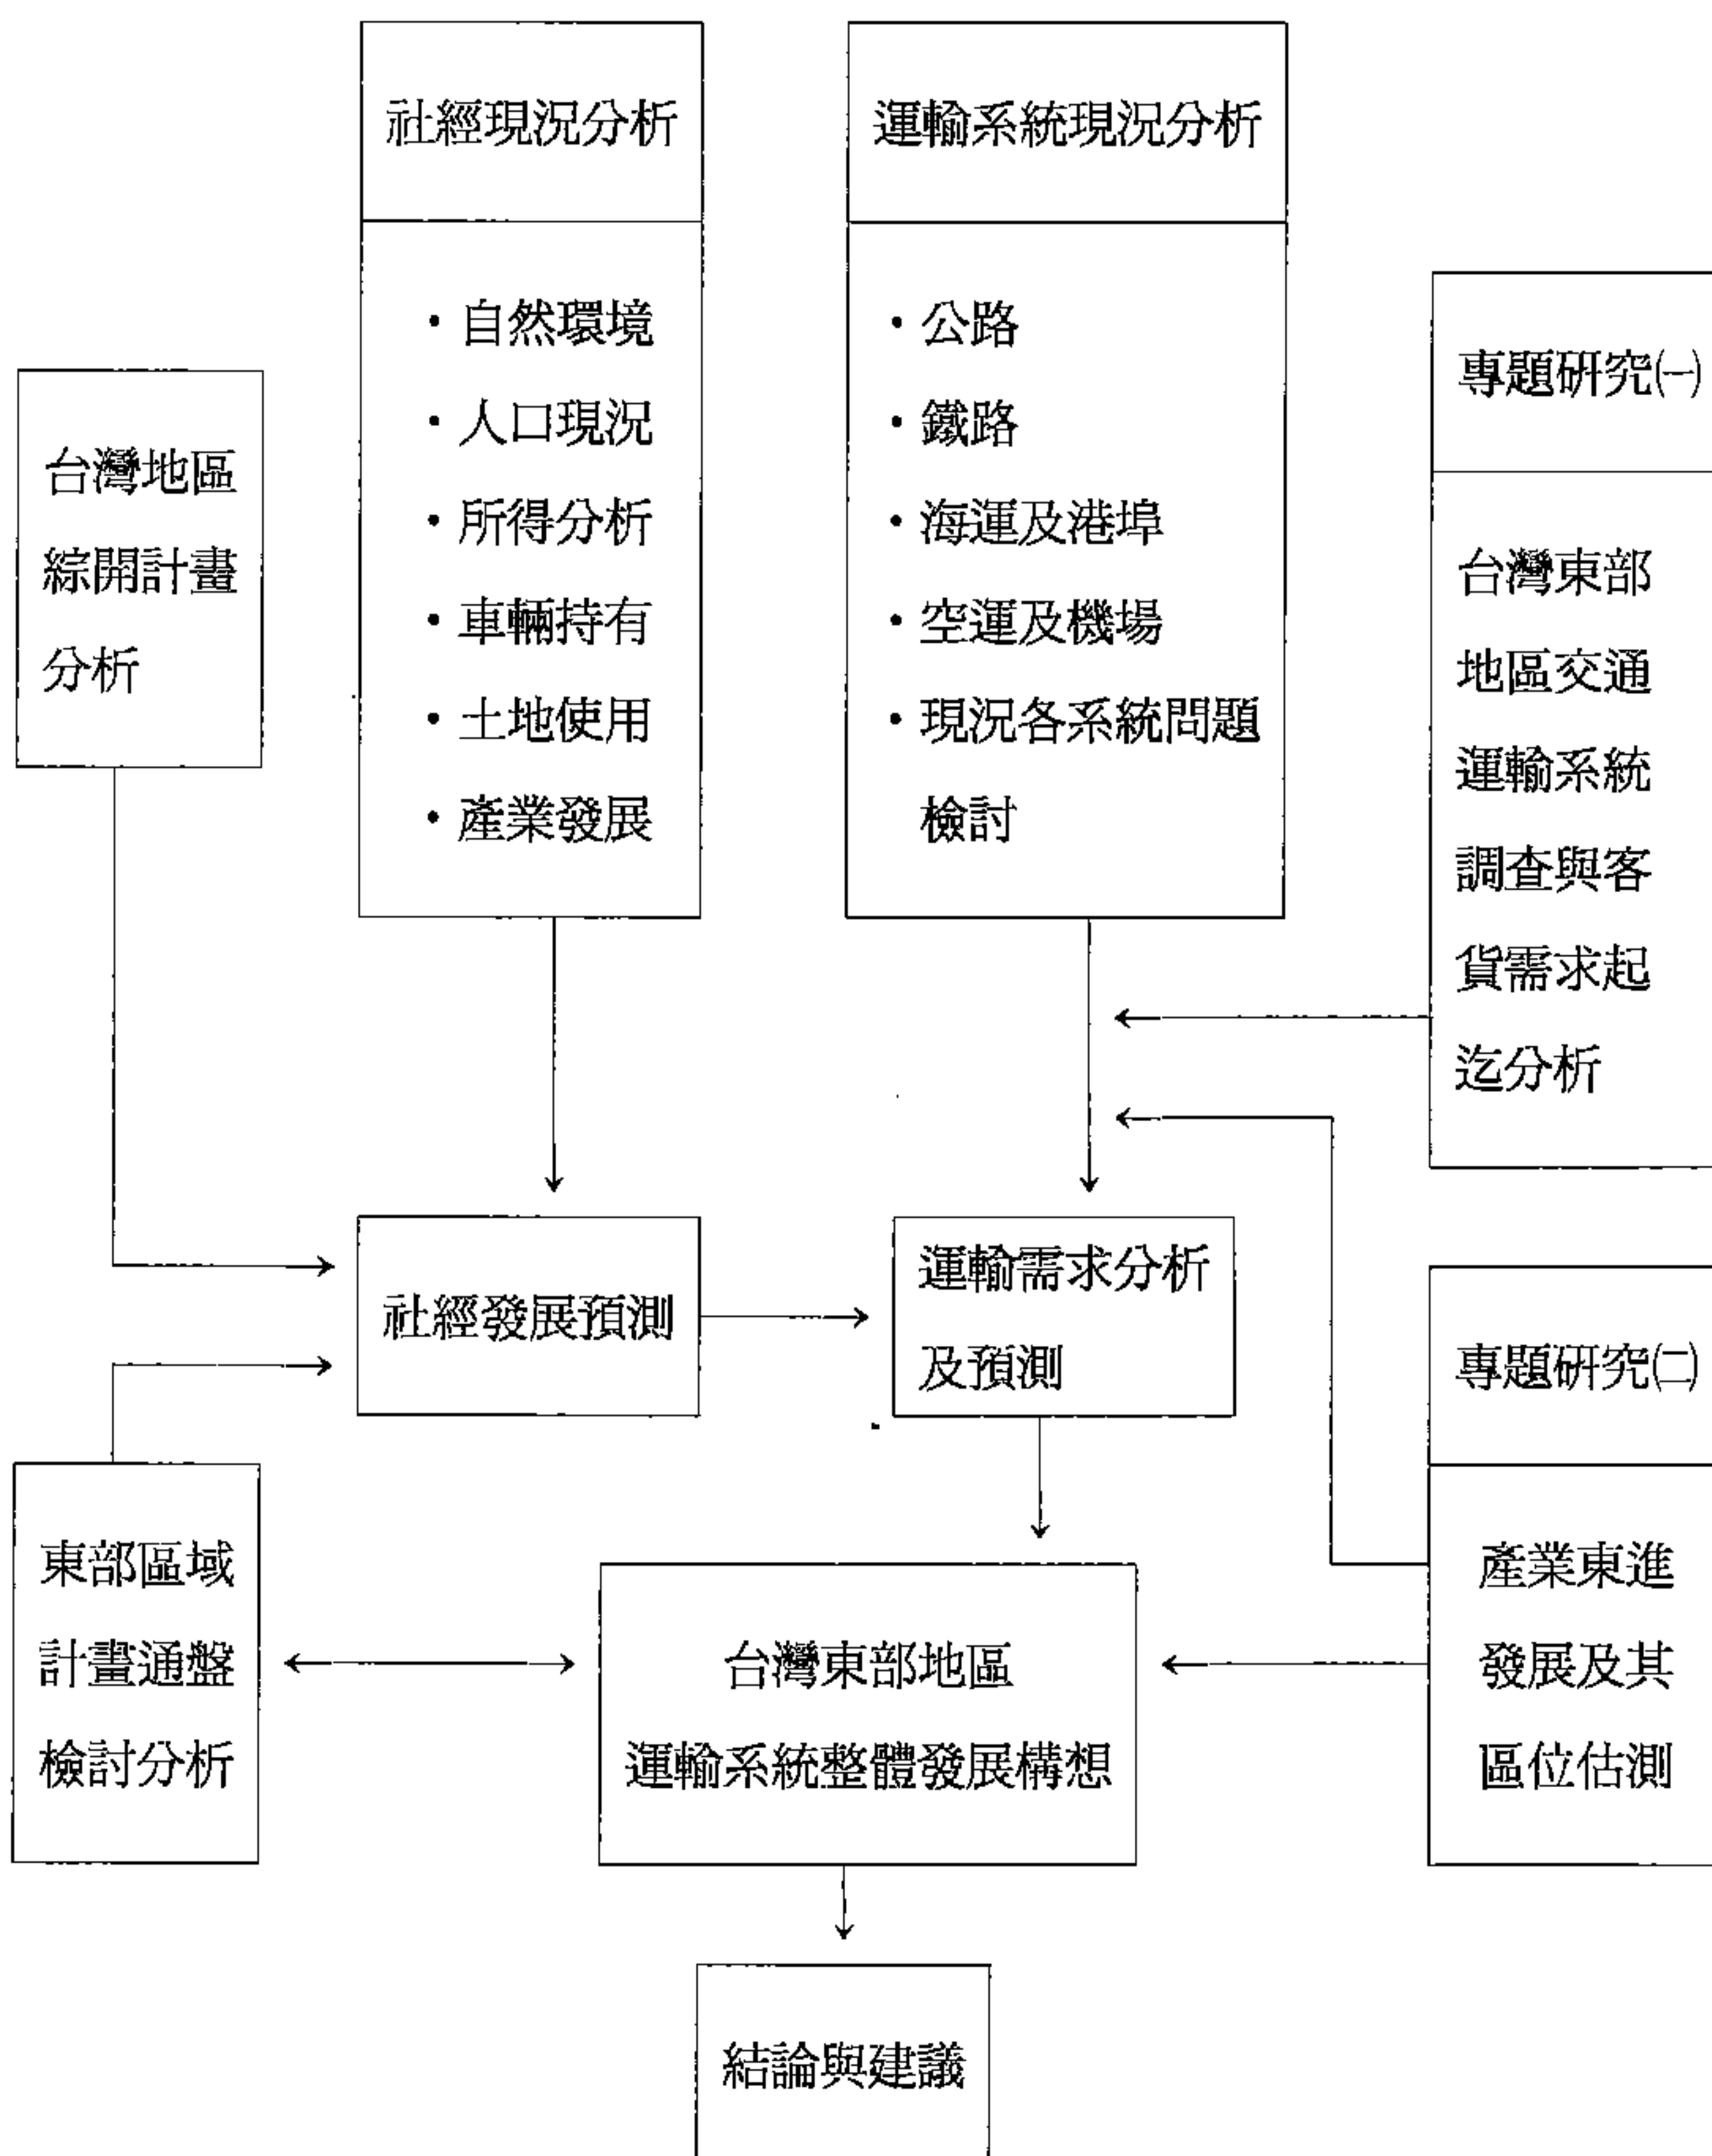 社經現況分析
・自然環境
・人口現況
・所得分析
・車輛持有
・土地使用
・產業發展
運輸系統現況分析
・公路
・鐵路
・海運及港埠
・空運及機場
・現況各系統問題
檢討
台灣地區
綜開計畫
分析
專題研究㈠
台灣東部
地區交通
運輸系統
調查與客
貨需求起
迄分析
社經發展預測
運輸需求分析
及預測
專題研究㈡
產業東進
發展及其
區位估測
東部區域
計畫通盤
檢討分析
台灣東部地區
運輸系統整體發展構想
結論與建議